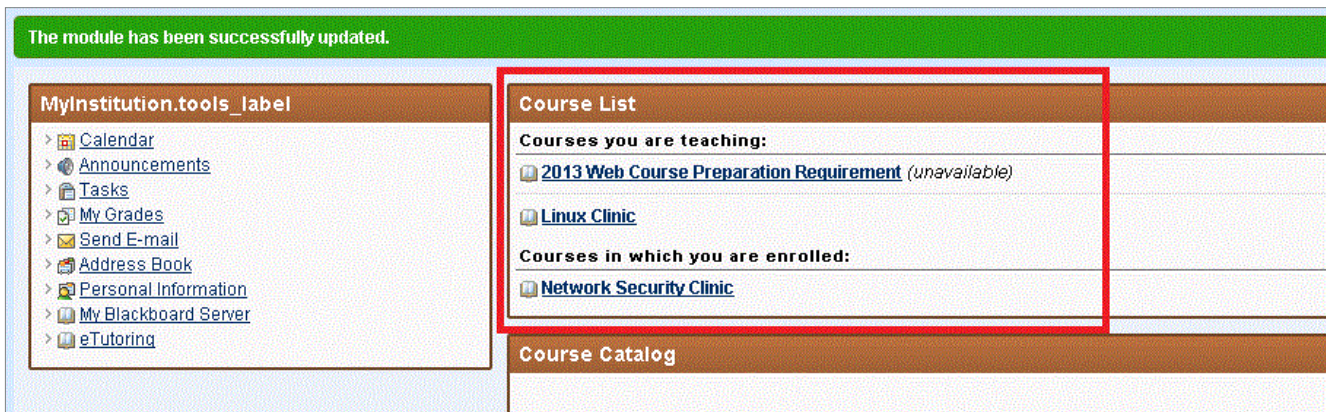 The module has been successfully updated.
MyInstitution.tools_label
Calendar
Announcements
Tasks
My Grades
Send E-mail
Address Book
Personal Information
My Blackboard Server
eTutoring
Course List
Courses you are teaching:
2013 Web Course Preparation Requirement (unavailable)
Linux Clinic
Courses in which you are enrolled:
Network Security Clinic
Course Catalog